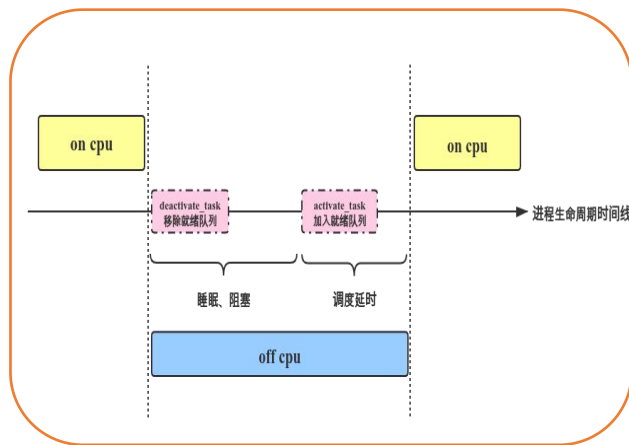 on cpu
on cpu
deactivate_task
移除就绪队列
activate_task
加入就绪队列
进程生命周期时间线
睡眠、阻塞
调度延时
off cpu